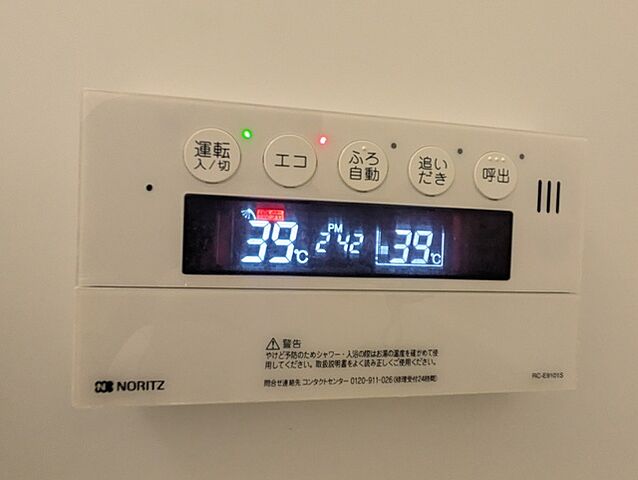 運転
入/切
エコ
ふろ
自動
追い
だき
呼出
39℃
PM
2:42
39℃
警告
やけど予防のためシャワー・入浴の際はお湯の温度を確かめて使
用してください。取扱説明書をよく読み正しくご使用ください。
問合せ連絡先 コンタクトセンター 0120-911-026 (修理受付24時間)
NORITZ
RC-E9101S